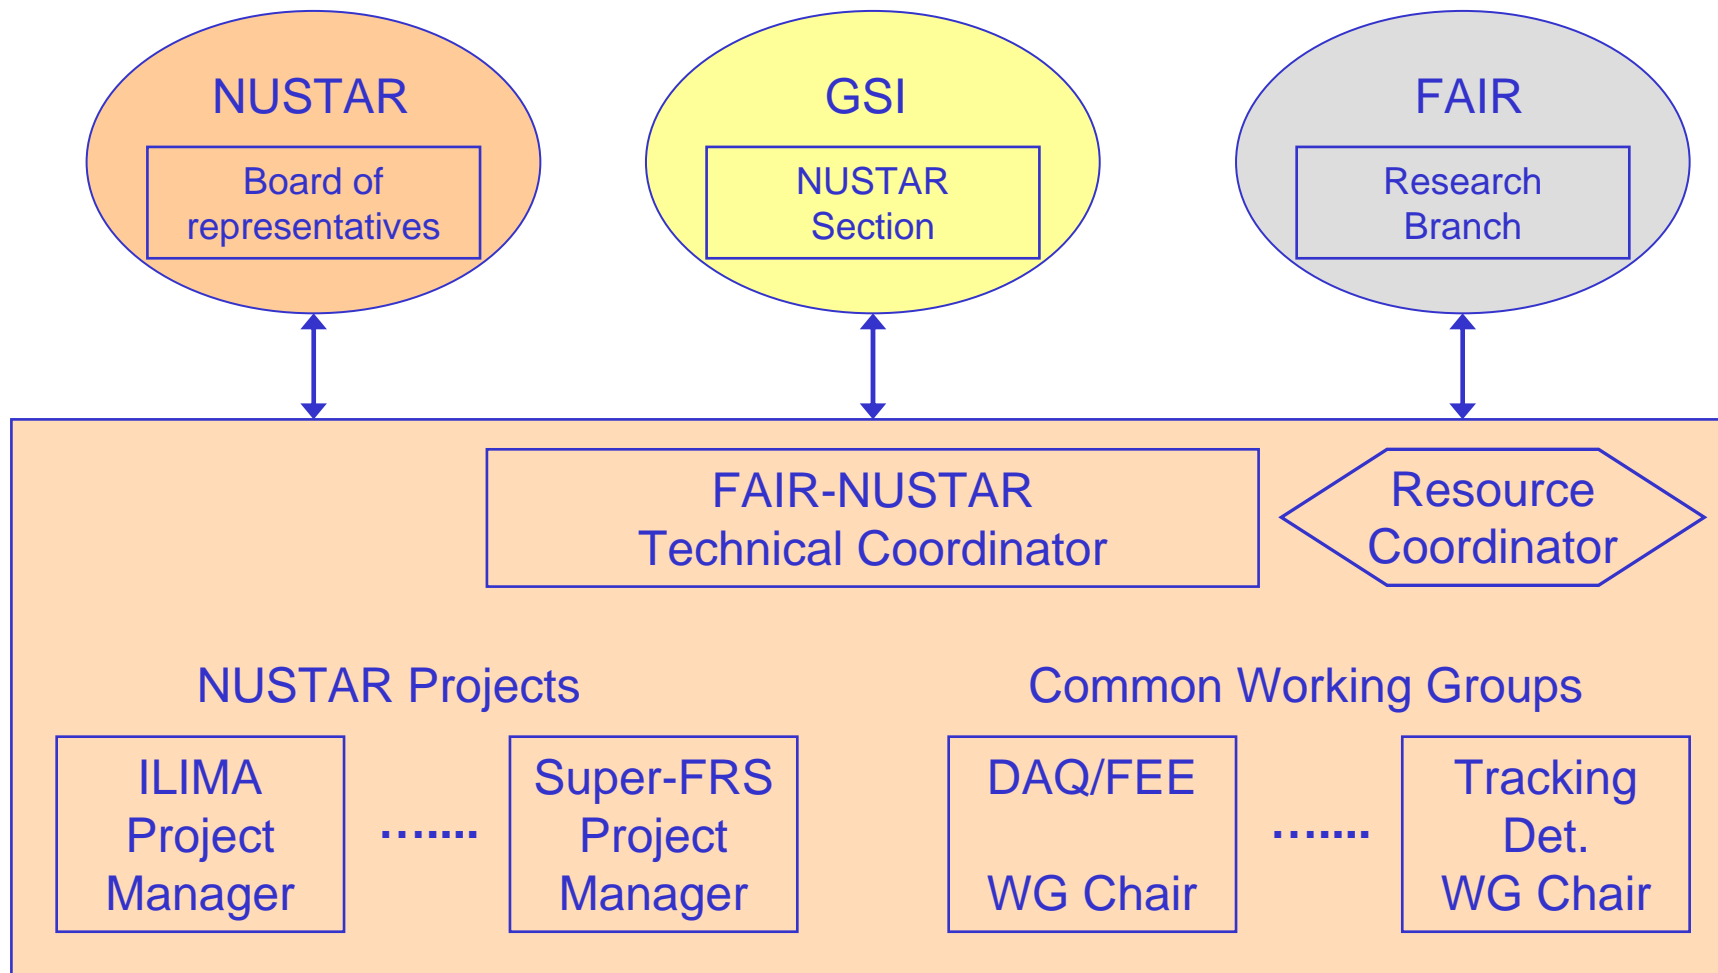 NUSTAR
Board of
representatives
GSI
NUSTAR
Section
FAIR
Research
Branch
FAIR-NUSTAR
Technical Coordinator
Resource
Coordinator
NUSTAR Projects
Common Working Groups
ILIMA
Project
Manager
…....
Super-FRS
Project
Manager
DAQ/FEE
WG Chair
…....
Tracking
Det.
WG Chair